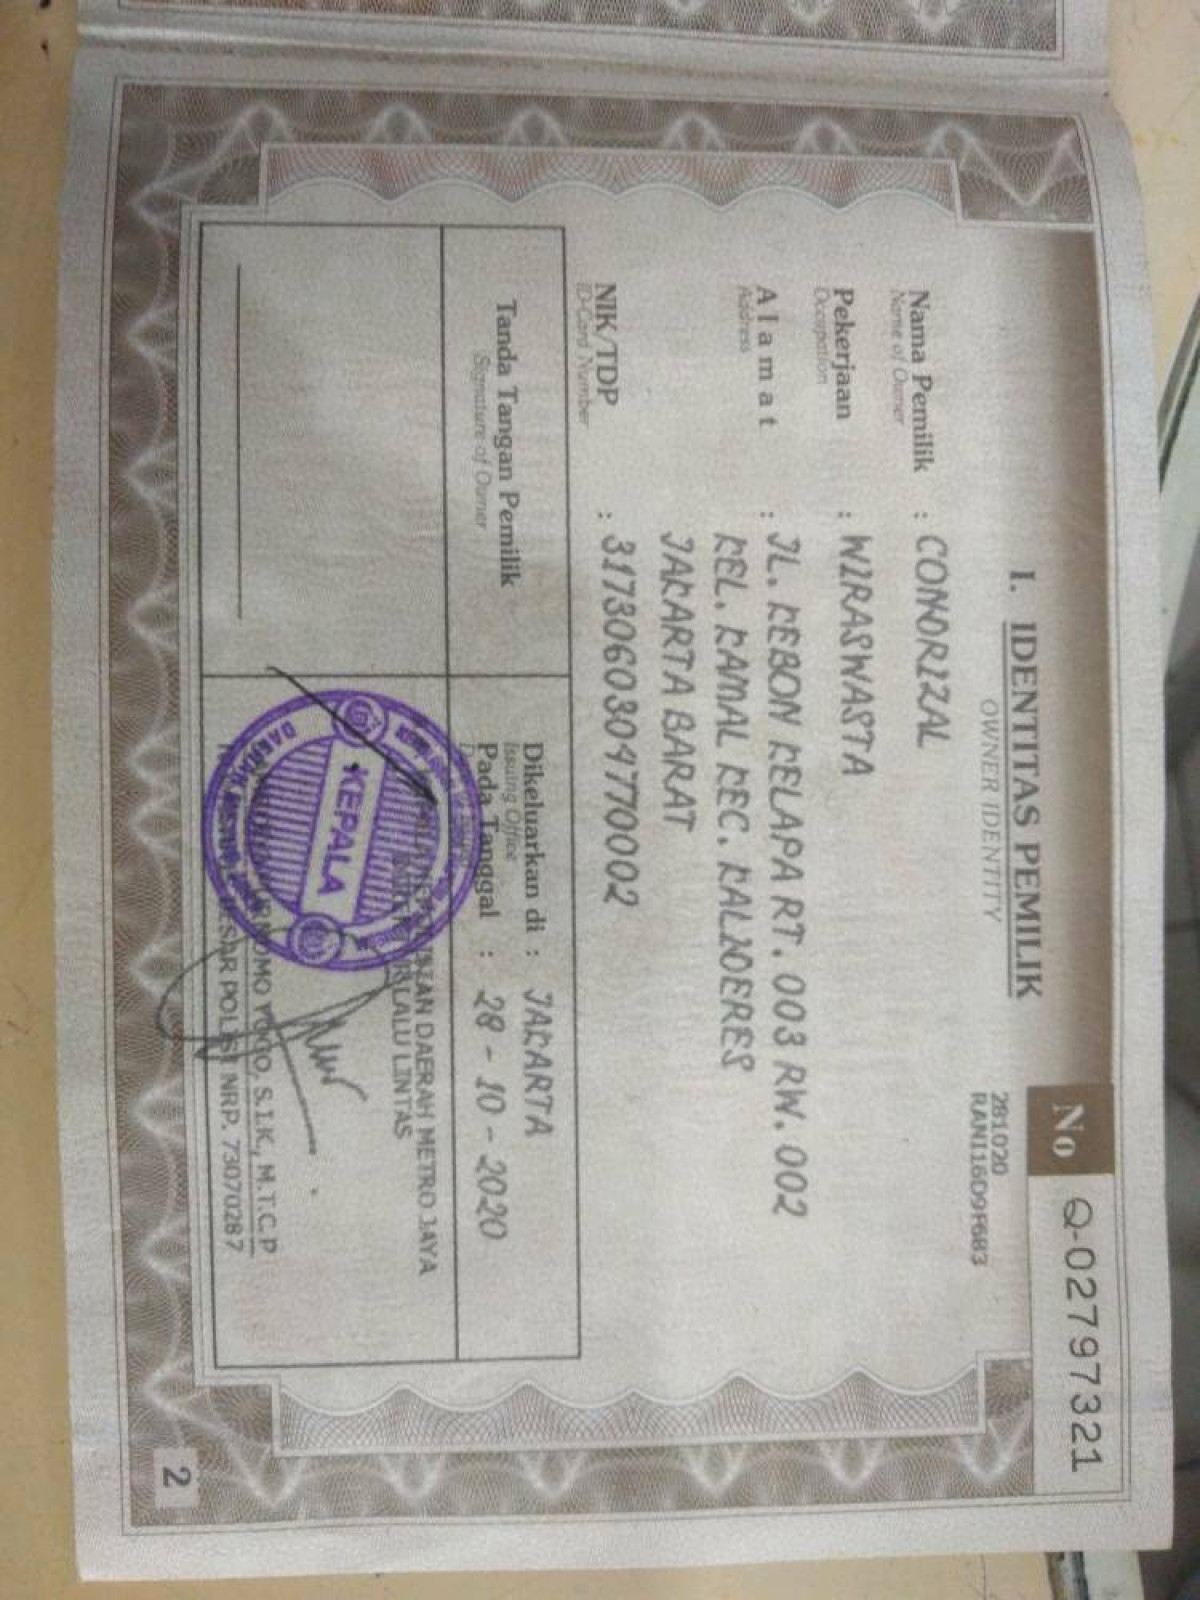 No Q-02797321
281020
RANI16D9F683
I. IDENTITAS PEMILIK
OWNER IDENTITY
Nama Pemilik : CONORIZAL
Name of Owner
Pekerjaan : WIRASWASTA
Occupation
Alamat : JL. KEBON KELAPA RT. 003 RW. 002
Address
KEL. KAMAL KEC. KALIDERES
JAKARTA BARAT
NIK/TDP : 3173060304770002
ID-Card Number
Tanda Tangan Pemilik
Signature of Owner
Dikeluarkan di : JAKARTA
Issuing Office
Pada Tanggal : 28 - 10 - 2020
DAERAH METRO JAYA
LALU LINTAS
KEPALA
YOGO, S.I.K, M.T.C.P
NRP. 73070287
2